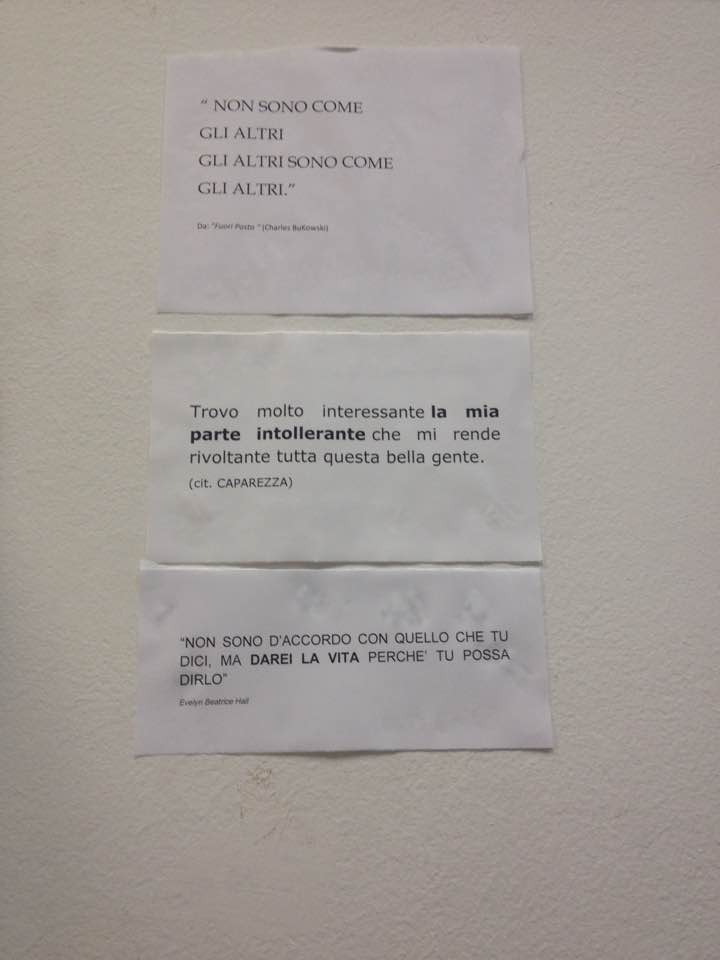 “ NON SONO COME
GLI ALTRI
GLI ALTRI SONO COME
GLI ALTRI.”
Da: “Fuori Posto ” (Charles BuKowski)
Trovo molto interessante la mia
parte intollerante che mi rende
rivoltante tutta questa bella gente.
(cit. CAPAREZZA)
“NON SONO D’ACCORDO CON QUELLO CHE TU
DICI, MA DAREI LA VITA PERCHE’ TU POSSA
DIRLO”
Evelyn Beatrice Hall